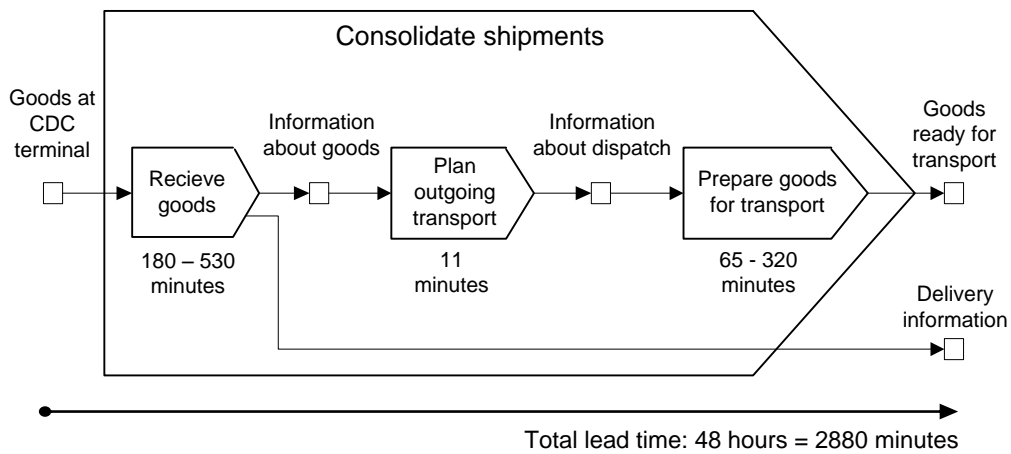 Consolidate shipments
Goods at
CDC
terminal
Recieve
goods
180 – 530
minutes
Information
about goods
Plan
outgoing
transport
11
minutes
Information
about dispatch
Prepare goods
for transport
65 - 320
minutes
Goods
ready for
transport
Delivery
information
Total lead time: 48 hours = 2880 minutes